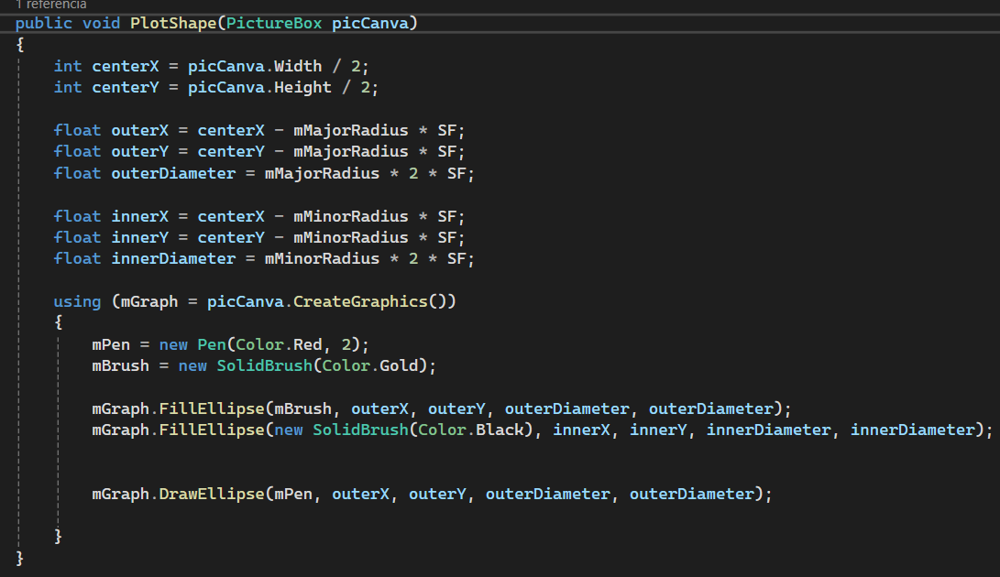 1 referencia
public void PlotShape(PictureBox picCanva)
{
int centerX = picCanva.Width / 2;
int centerY = picCanva.Height / 2;
float outerX = centerX - mMajorRadius * SF;
float outerY = centerY - mMajorRadius * SF;
float outerDiameter = mMajorRadius * 2 * SF;
float innerX = centerX - mMinorRadius * SF;
float innerY = centerY - mMinorRadius * SF;
float innerDiameter = mMinorRadius * 2 * SF;
using (mGraph = picCanva.CreateGraphics())
{
mPen = new Pen(Color.Red, 2);
mBrush = new SolidBrush(Color.Gold);
mGraph.FillEllipse(mBrush, outerX, outerY, outerDiameter, outerDiameter);
mGraph.FillEllipse(new SolidBrush(Color.Black), innerX, innerY, innerDiameter, innerDiameter);
mGraph.DrawEllipse(mPen, outerX, outerY, outerDiameter, outerDiameter);
}
}